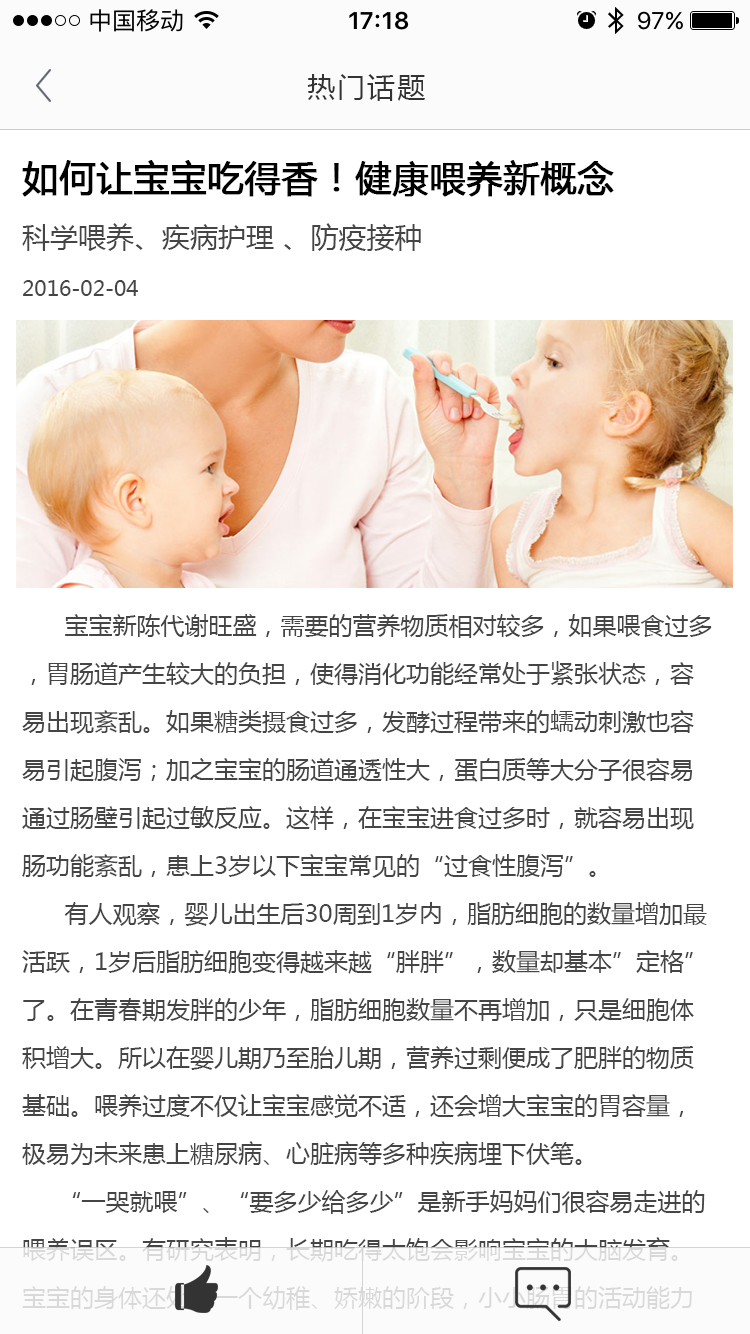 中国移动 17:18 97%
热门话题
如何让宝宝吃得香！健康喂养新概念
科学喂养、疾病护理 、防疫接种
2016-02-04
宝宝新陈代谢旺盛，需要的营养物质相对较多，如果喂食过多
，胃肠道产生较大的负担，使得消化功能经常处于紧张状态，容
易出现紊乱。如果糖类摄食过多，发酵过程带来的蠕动刺激也容
易引起腹泻；加之宝宝的肠道通透性大，蛋白质等大分子很容易
通过肠壁引起过敏反应。这样，在宝宝进食过多时，就容易出现
肠功能紊乱，患上3岁以下宝宝常见的“过食性腹泻”。
有人观察，婴儿出生后30周到1岁内，脂肪细胞的数量增加最
活跃，1岁后脂肪细胞变得越来越“胖胖”，数量却基本”定格”
了。在青春期发胖的少年，脂肪细胞数量不再增加，只是细胞体
积增大。所以在婴儿期乃至胎儿期，营养过剩便成了肥胖的物质
基础。喂养过度不仅让宝宝感觉不适，还会增大宝宝的胃容量，
极易为未来患上糖尿病、心脏病等多种疾病埋下伏笔。
“一哭就喂”、“要多少给多少”是新手妈妈们很容易走进的
喂养误区。有研究表明，长期吃得太饱会影响宝宝的大脑发育。
宝宝的身体还处一个幼稚、娇嫩的阶段，小小肠胃的活动能力